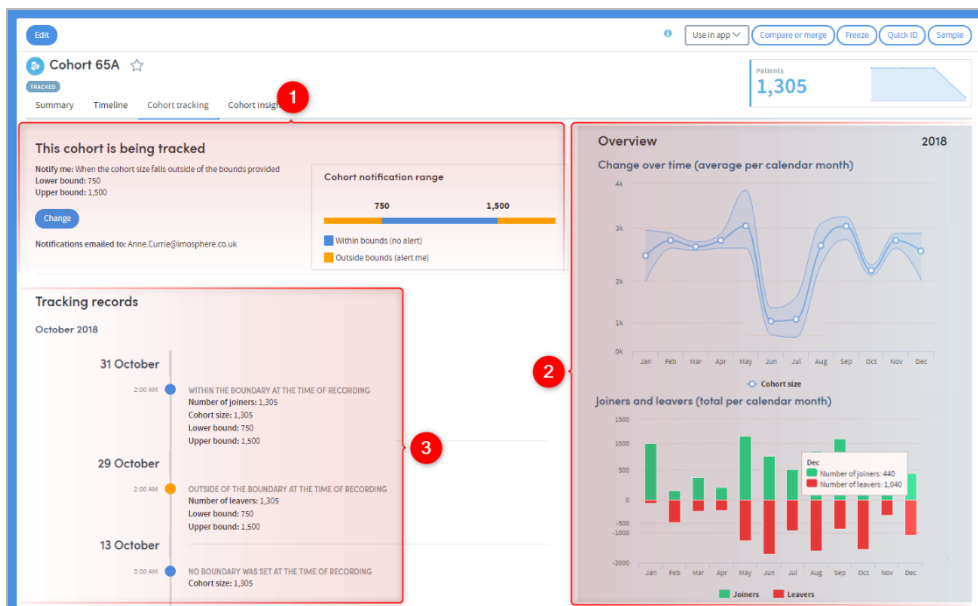 Edit
Use in app
Compare or merge
Freeze
Quick ID
Sample
Cohort 65A
TRACKED
Patients
1,305
Summary
Timeline
Cohort tracking
Cohort insig
1
This cohort is being tracked
Notify me: When the cohort size falls outside of the bounds provided
Lower bound: 750
Upper bound: 1,500
Change
Notifications emailed to: Anne.Currie@imosphere.co.uk
Cohort notification range
750 1,500
Within bounds (no alert)
Outside bounds (alert me)
Tracking records
October 2018
31 October
2:00 AM
WITHIN THE BOUNDARY AT THE TIME OF RECORDING
Number of joiners: 1,305
Cohort size: 1,305
Lower bound: 750
Upper bound: 1,500
29 October
2:00 AM
OUTSIDE OF THE BOUNDARY AT THE TIME OF RECORDING
Number of leavers: 1,305
Lower bound: 750
Upper bound: 1,500
13 October
3:00 AM
NO BOUNDARY WAS SET AT THE TIME OF RECORDING
Cohort size: 1,305
3
2
Overview 2018
Change over time (average per calendar month)
4k
3k
2k
1k
0k
Jan Feb Mar Apr May Jun Jul Aug Sep Oct Nov Dec
Cohort size
Joiners and leavers (total per calendar month)
1500
1000
500
0
-500
-1000
-2000
Dec
Number of joiners: 440
Number of leavers: 1,040
Jan Feb Mar Apr May Jun Jul Aug Sep Oct Nov Dec
Joiners Leavers